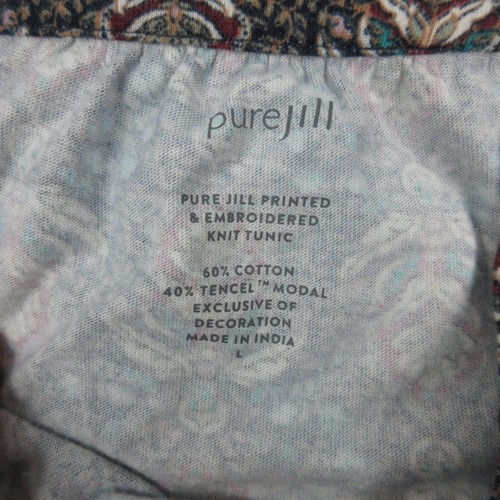 purejill
PURE JILL PRINTED
& EMBROIDERED
KNIT TUNIC
60% COTTON
40% TENCEL™ MODAL
EXCLUSIVE OF
DECORATION
MADE IN INDIA
L